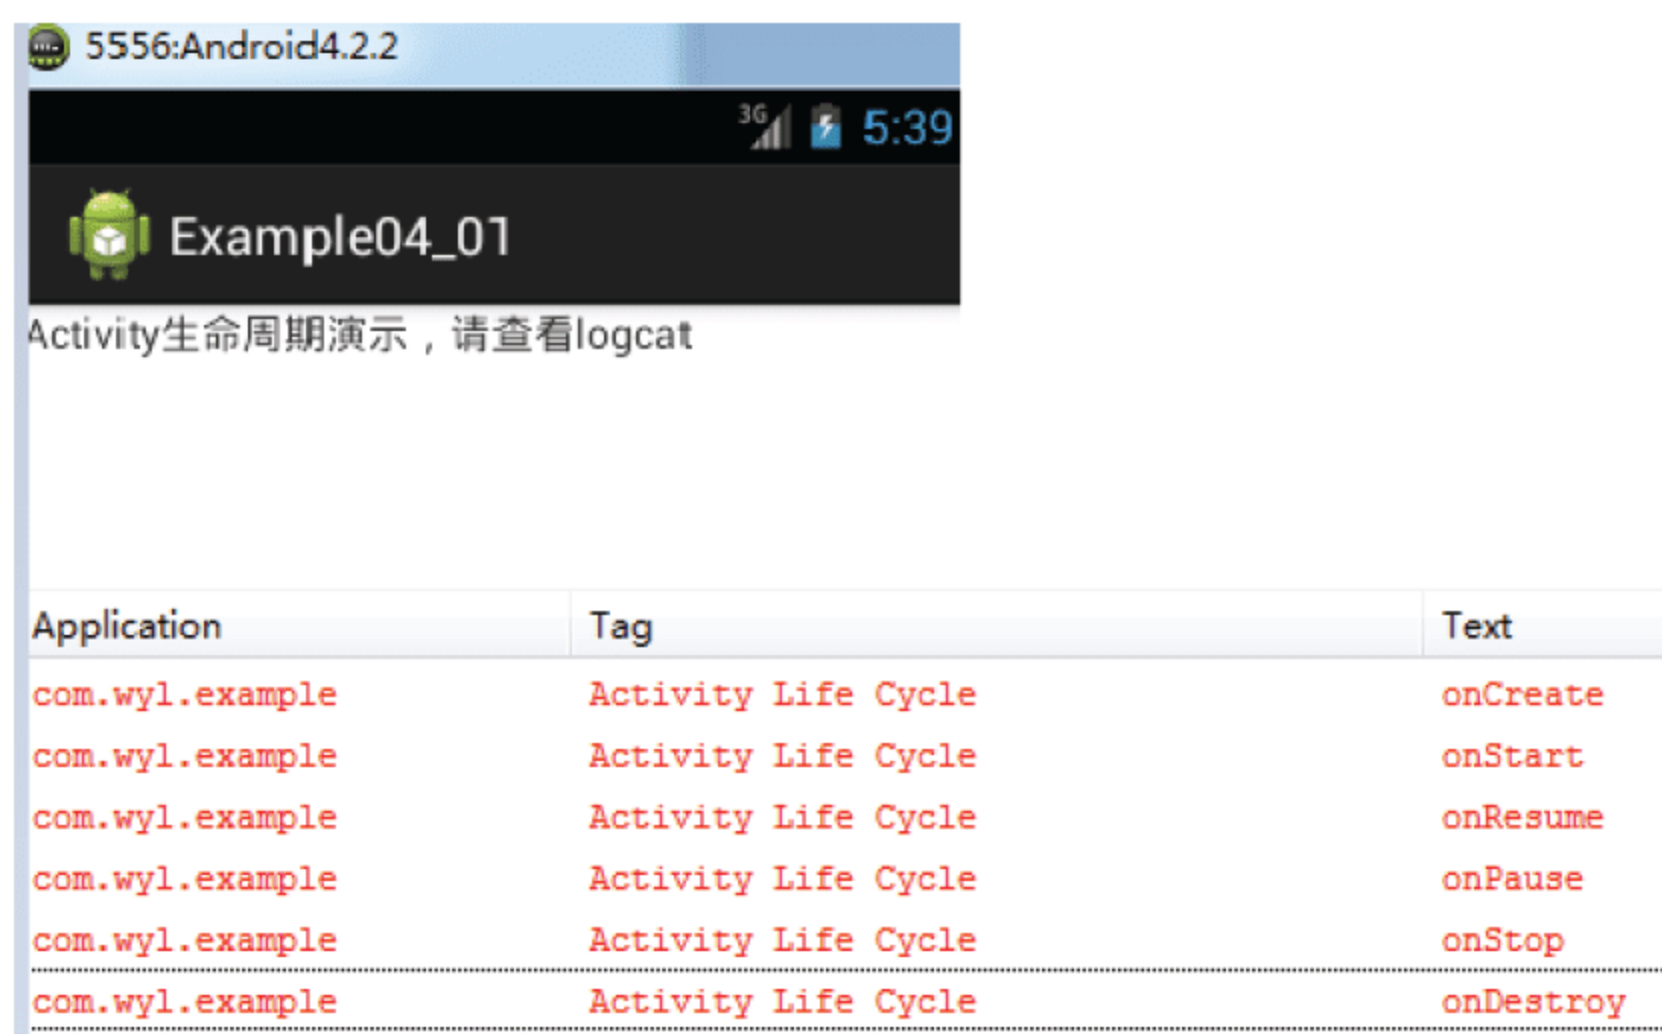 5556:Android4.2.2
3G 5:39
Example04_01
Activity生命周期演示，请查看logcat
Application Tag Text
com.wyl.example Activity Life Cycle onCreate
com.wyl.example Activity Life Cycle onStart
com.wyl.example Activity Life Cycle onResume
com.wyl.example Activity Life Cycle onPause
com.wyl.example Activity Life Cycle onStop
com.wyl.example Activity Life Cycle onDestroy